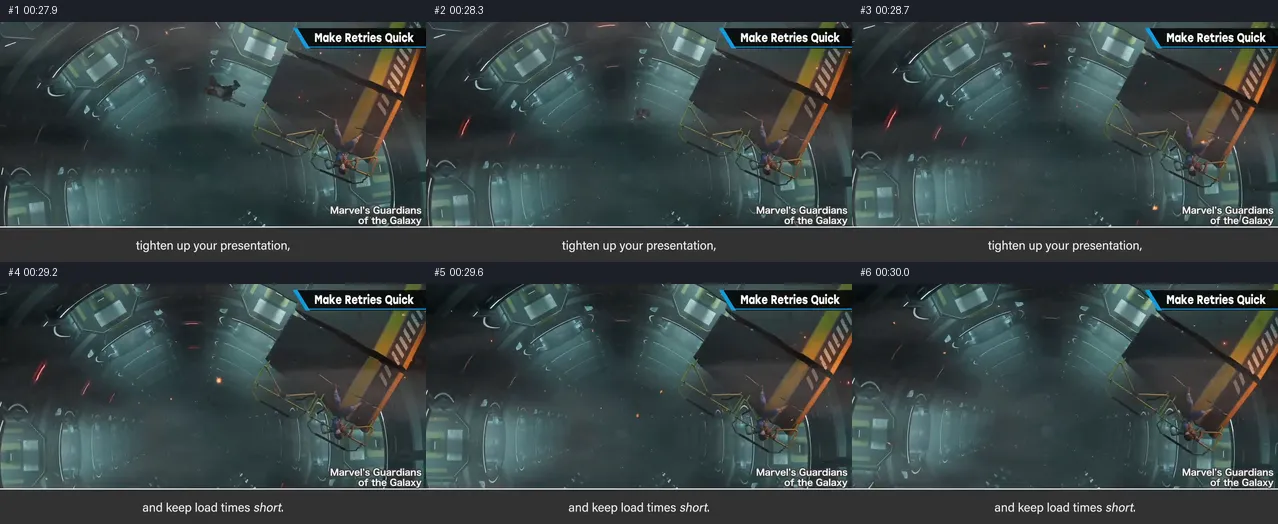 #1 00:27.9
Make Retries Quick
Marvel's Guardians
of the Galaxy
tighten up your presentation,
#2 00:28.3
Make Retries Quick
Marvel's Guardians
of the Galaxy
tighten up your presentation,
#3 00:28.7
Make Retries Quick
Marvel's Guardians
of the Galaxy
tighten up your presentation,
#4 00:29.2
Make Retries Quick
Marvel's Guardians
of the Galaxy
and keep load times short.
#5 00:29.6
Make Retries Quick
Marvel's Guardians
of the Galaxy
and keep load times short.
#6 00:30.0
Make Retries Quick
Marvel's Guardians
of the Galaxy
and keep load times short.